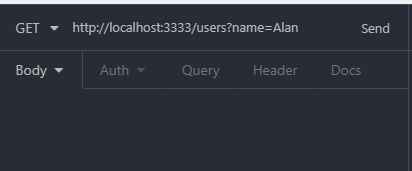 GET http://localhost:3333/users?name=Alan Send
Body Auth Query Header Docs